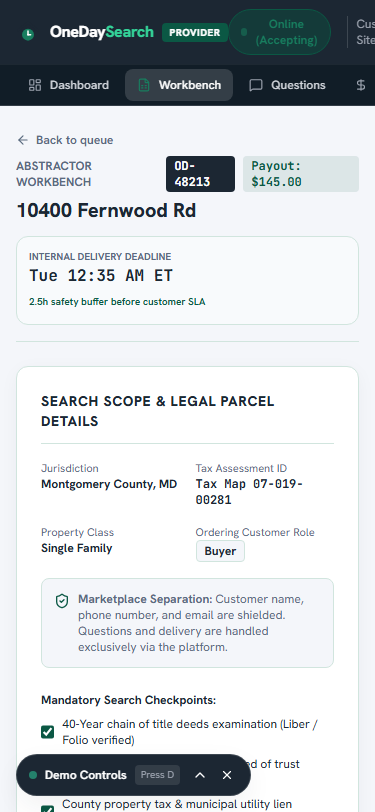 OneDaySearch PROVIDER
Online
(Accepting)
Cus
Site
Dashboard
Workbench
Questions
$
Back to queue
ABSTRACTOR
WORKBENCH
OD-
48213
Payout:
$145.00
10400 Fernwood Rd
INTERNAL DELIVERY DEADLINE
Tue 12:35 AM ET
2.5h safety buffer before customer SLA
SEARCH SCOPE & LEGAL PARCEL
DETAILS
Jurisdiction
Montgomery County, MD
Tax Assessment ID
Tax Map 07-019-
00281
Property Class
Single Family
Ordering Customer Role
Buyer
Marketplace Separation: Customer name,
phone number, and email are shielded.
Questions and delivery are handled
exclusively via the platform.
Mandatory Search Checkpoints:
40-Year chain of title deeds examination (Liber /
Folio verified)
ed of trust
Demo Controls Press D
County property tax & municipal utility lien